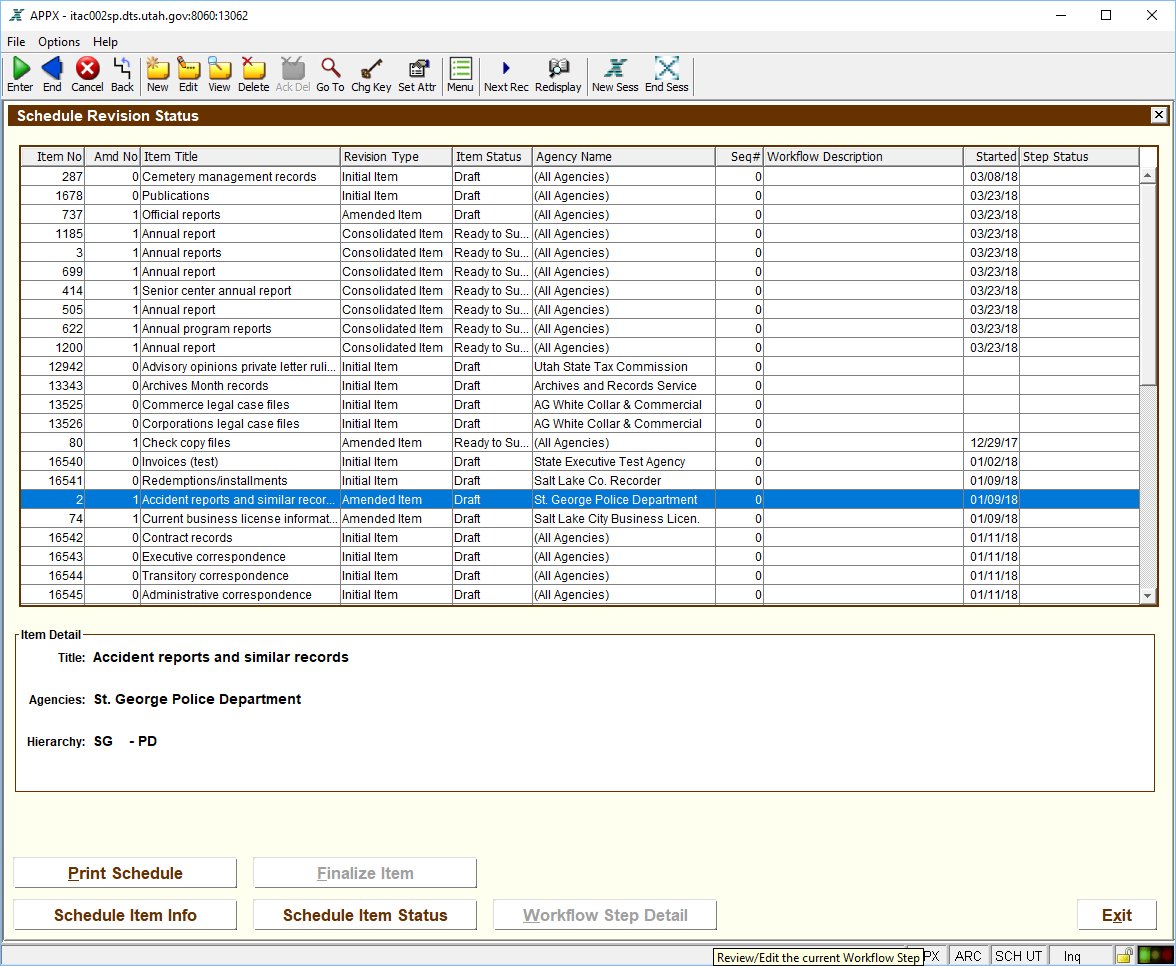 APPX - itac002sp.dts.utah.gov:8060:13062
File Options Help
Enter End Cancel Back New Edit View Delete Ack Del Go To Chg Key Set Attr Menu Next Rec Redisplay New Sess End Sess
Schedule Revision Status
Item No Amd No Item Title Revision Type Item Status Agency Name Seq# Workflow Description Started Step Status
287 0 Cemetery management records Initial Item Draft (All Agencies) 0 03/08/18
1678 0 Publications Initial Item Draft (All Agencies) 0 03/23/18
737 1 Official reports Amended Item Draft (All Agencies) 0 03/23/18
1185 1 Annual report Consolidated Item Ready to Su... (All Agencies) 0 03/23/18
3 1 Annual reports Consolidated Item Ready to Su... (All Agencies) 0 03/23/18
699 1 Annual report Consolidated Item Ready to Su... (All Agencies) 0 03/23/18
414 1 Senior center annual report Consolidated Item Ready to Su... (All Agencies) 0 03/23/18
505 1 Annual report Consolidated Item Ready to Su... (All Agencies) 0 03/23/18
622 1 Annual program reports Consolidated Item Ready to Su... (All Agencies) 0 03/23/18
1200 1 Annual report Consolidated Item Ready to Su... (All Agencies) 0 03/23/18
12942 0 Advisory opinions private letter ruli... Initial Item Draft Utah State Tax Commission 0
13343 0 Archives Month records Initial Item Draft Archives and Records Service 0
13525 0 Commerce legal case files Initial Item Draft AG White Collar & Commercial 0
13526 0 Corporations legal case files Initial Item Draft AG White Collar & Commercial 0
80 1 Check copy files Amended Item Ready to Su... (All Agencies) 0 12/29/17
16540 0 Invoices (test) Initial Item Draft State Executive Test Agency 0 01/02/18
16541 0 Redemptions/installments Initial Item Draft Salt Lake Co. Recorder 0 01/09/18
2 1 Accident reports and similar recor... Amended Item Draft St. George Police Department 0 01/09/18
74 1 Current business license informat... Amended Item Draft Salt Lake City Business Licen. 0 01/09/18
16542 0 Contract records Initial Item Draft (All Agencies) 0 01/11/18
16543 0 Executive correspondence Initial Item Draft (All Agencies) 0 01/11/18
16544 0 Transitory correspondence Initial Item Draft (All Agencies) 0 01/11/18
16545 0 Administrative correspondence Initial Item Draft (All Agencies) 0 01/11/18
Item Detail
Title: Accident reports and similar records
Agencies: St. George Police Department
Hierarchy: SG - PD
Print Schedule Finalize Item
Schedule Item Info Schedule Item Status Workflow Step Detail Exit
Review/Edit the current Workflow Step PX ARC SCH UT Inq